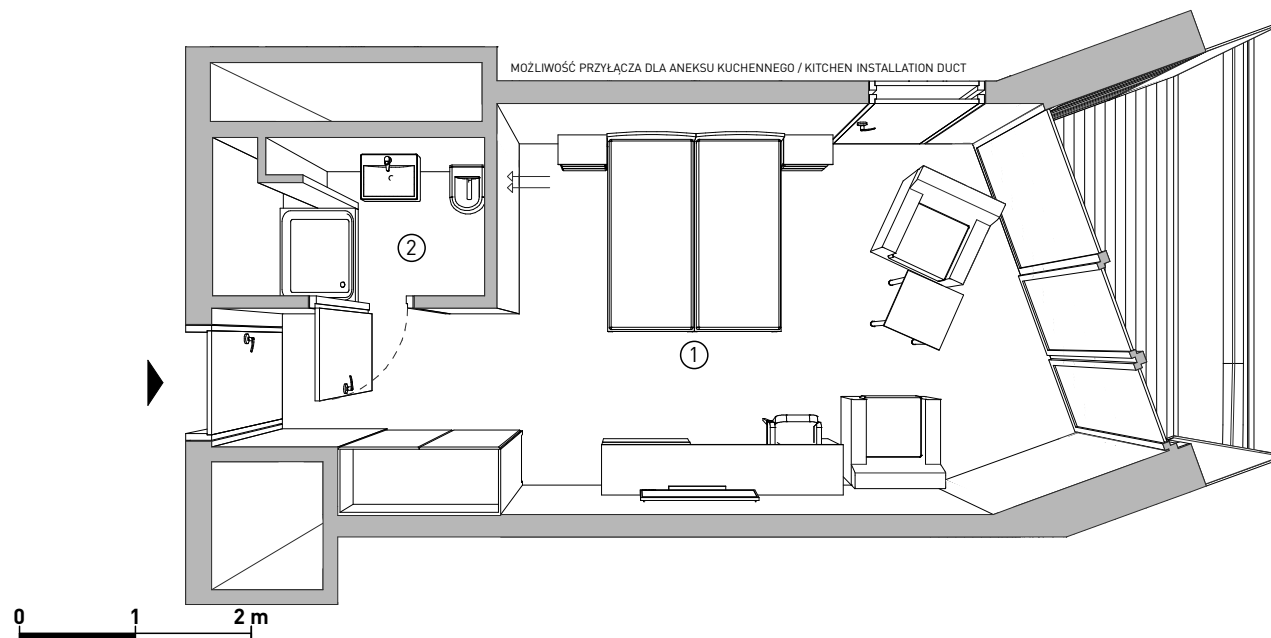 MOŻLIWOŚĆ PRZYŁĄCZA DLA ANEKSU KUCHENNEGO / KITCHEN INSTALLATION DUCT
2
1
0 1 2 m